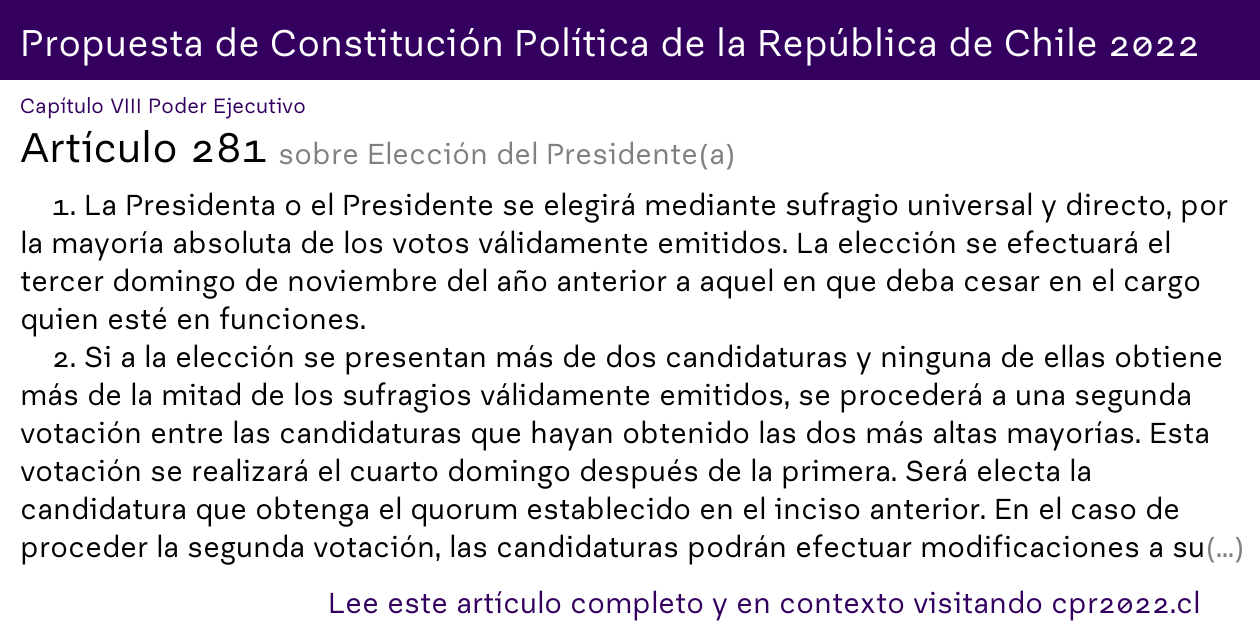 Propuesta de Constitución Política de la República de Chile 2022
Capítulo VIII Poder Ejecutivo
Artículo 281 sobre Elección del Presidente(a)
1. La Presidenta o el Presidente se elegirá mediante sufragio universal y directo, por
la mayoría absoluta de los votos válidamente emitidos. La elección se efectuará el
tercer domingo de noviembre del año anterior a aquel en que deba cesar en el cargo
quien esté en funciones.
2. Si a la elección se presentan más de dos candidaturas y ninguna de ellas obtiene
más de la mitad de los sufragios válidamente emitidos, se procederá a una segunda
votación entre las candidaturas que hayan obtenido las dos más altas mayorías. Esta
votación se realizará el cuarto domingo después de la primera. Será electa la
candidatura que obtenga el quorum establecido en el inciso anterior. En el caso de
proceder la segunda votación, las candidaturas podrán efectuar modificaciones a su(...)
Lee este artículo completo y en contexto visitando cpr2022.cl